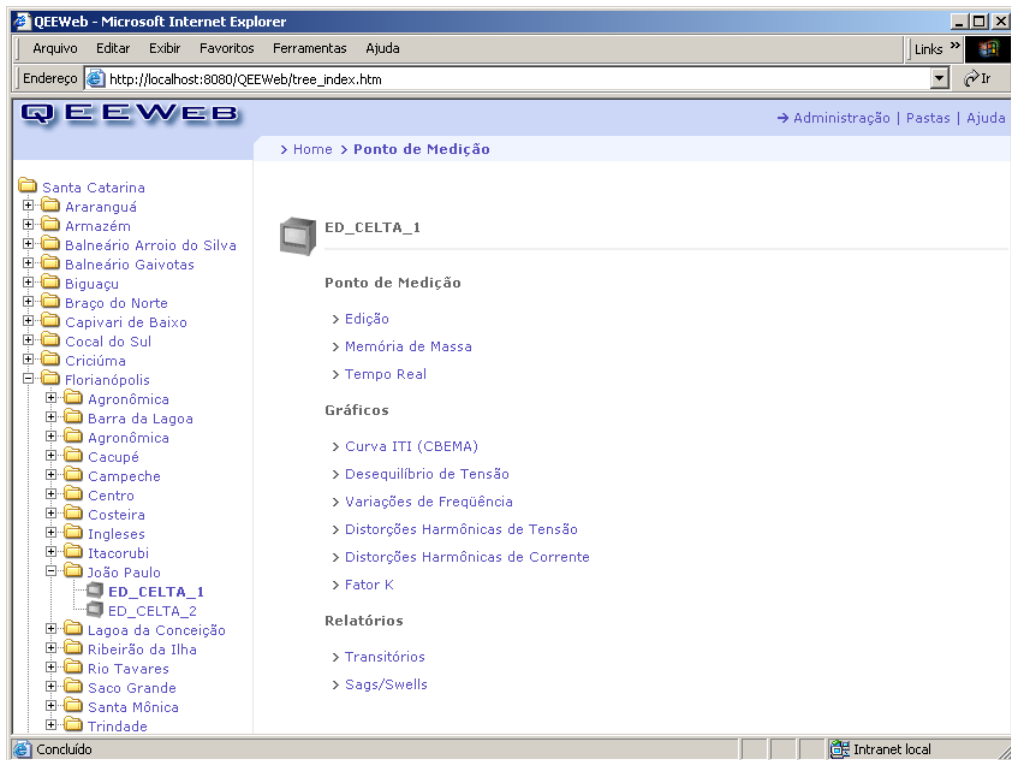 QEEWeb - Microsoft Internet Explorer
Arquivo Editar Exibir Favoritos Ferramentas Ajuda Links »
Endereço http://localhost:8080/QEEWeb/tree_index.htm Ir
QEEWEB
→ Administração | Pastas | Ajuda
> Home > Ponto de Medição
Santa Catarina
Araranguá
Armazém
Balneário Arroio do Silva
Balneário Gaivotas
Biguaçu
Braço do Norte
Capivari de Baixo
Cocal do Sul
Criciúma
Florianópolis
Agronômica
Barra da Lagoa
Agronômica
Cacupé
Campeche
Centro
Costeira
Ingleses
Itacorubi
João Paulo
ED_CELTA_1
ED_CELTA_2
Lagoa da Conceição
Ribeirão da Ilha
Rio Tavares
Saco Grande
Santa Mônica
Trindade
ED_CELTA_1
Ponto de Medição
> Edição
> Memória de Massa
> Tempo Real
Gráficos
> Curva ITI (CBEMA)
> Desequilíbrio de Tensão
> Variações de Freqüência
> Distorções Harmônicas de Tensão
> Distorções Harmônicas de Corrente
> Fator K
Relatórios
> Transitórios
> Sags/Swells
Concluído Intranet local